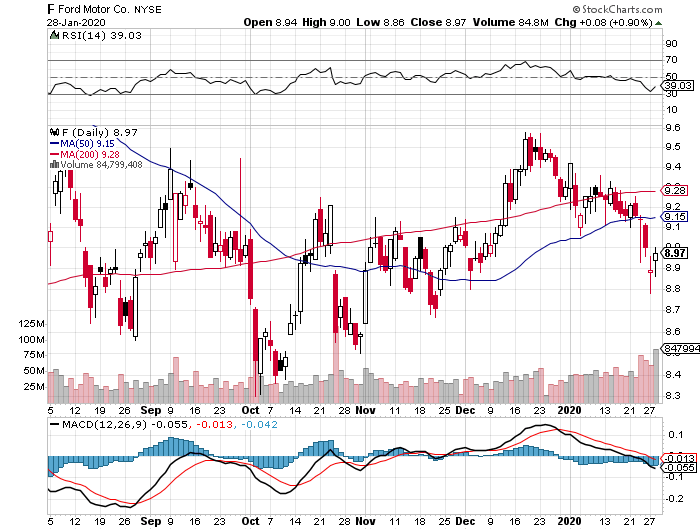 F Ford Motor Co. NYSE © StockCharts.com
28-Jan-2020 Open 8.94 High 9.00 Low 8.86 Close 8.97 Volume 84.8M Chg +0.08 (+0.90%)
RSI(14) 39.03
90
70
50
39.03
30
10
F (Daily) 8.97
MA(50) 9.15
MA(200) 9.28
Volume 84,799,408
9.6
9.5
9.4
9.3
9.28
9.2
9.15
9.1
9.0
8.97
8.9
8.8
8.7
8.6
8.5
847994
8.4
8.3
125M
100M
75M
50M
25M
5 12 19 26 Sep 9 16 23 Oct 7 14 21 28 Nov 11 18 25 Dec 9 16 23 2020 13 21 27
MACD(12,26,9) -0.055, -0.013, -0.042
0.1
-0.013
-0.055
-0.1
-0.2
5 12 19 26 Sep 9 16 23 Oct 7 14 21 28 Nov 11 18 25 Dec 9 16 23 2020 13 21 27